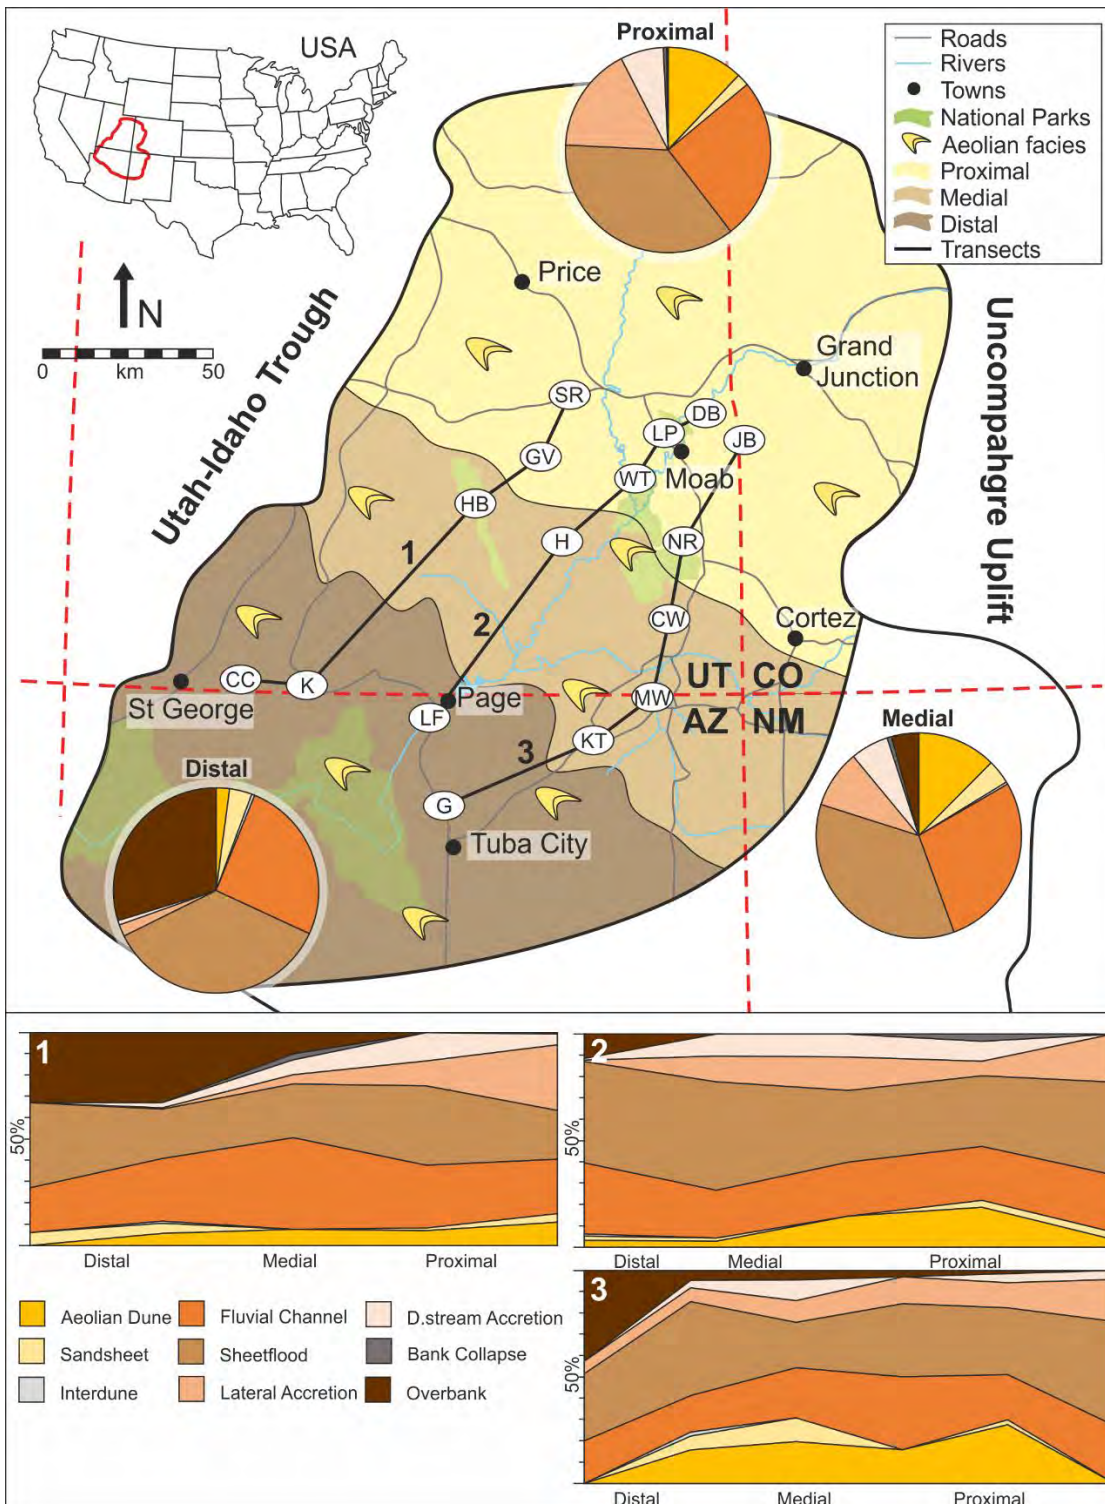 USA
Proximal
Roads
Rivers
Towns
National Parks
Aeolian facies
Proximal
Medial
Distal
Transects
N
0 km 50
Utah-Idaho Trough
Uncompahgre Uplift
Price
Grand
Junction
SR
DB
LP
JB
GV
Moab
WT
HB
H
NR
1
2
CW
Cortez
CC
K
UT CO
St George
Page
MW
LF
AZ NM
KT
3
Medial
Distal
G
Tuba City
1
50%
Distal Medial Proximal
2
50%
Distal Medial Proximal
3
50%
Distal Medial Proximal
Aeolian Dune
Fluvial Channel
D.stream Accretion
Sandsheet
Sheetflood
Bank Collapse
Interdune
Lateral Accretion
Overbank